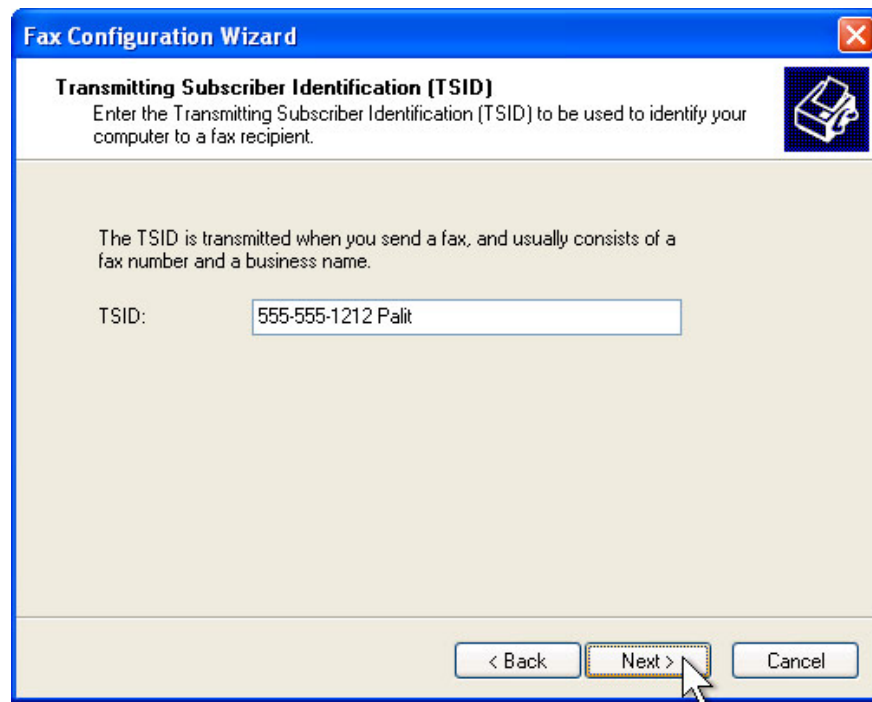 Fax Configuration Wizard
Transmitting Subscriber Identification (TSID)
Enter the Transmitting Subscriber Identification (TSID) to be used to identify your
computer to a fax recipient.
The TSID is transmitted when you send a fax, and usually consists of a
fax number and a business name.
TSID: 555-555-1212 Palit
< Back Next > Cancel